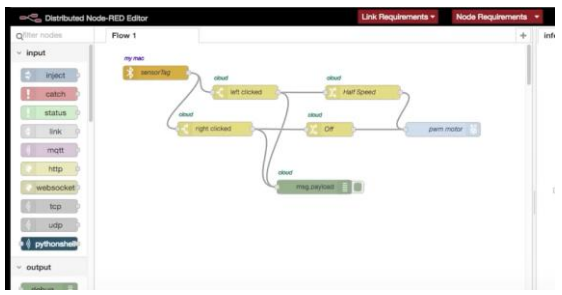 Distributed Node-RED Editor
Link Requirements
Node Requirements
filter nodes
Flow 1
+
info
input
inject
catch
status
link
mqtt
http
websocket
tcp
udp
pythonshell
output
my mac
sensorTag
cloud
left clicked
cloud
Half Speed
cloud
right clicked
cloud
Off
pwm motor
cloud
msg.payload